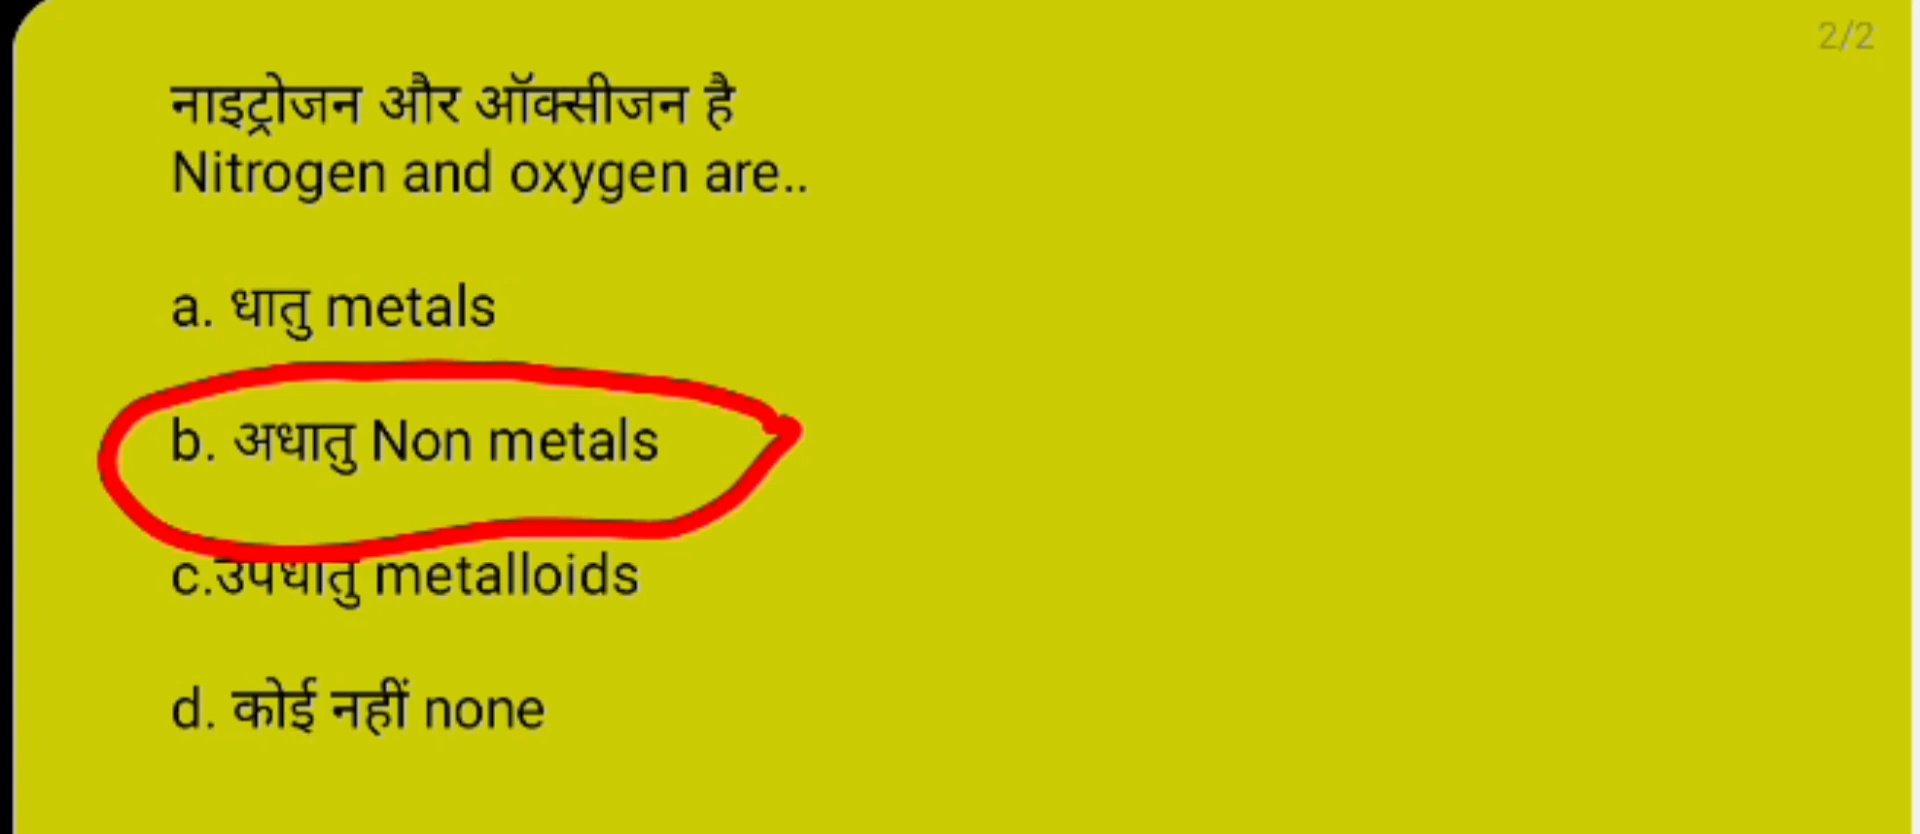 2/2
नाइट्रोजन और ऑक्सीजन है
Nitrogen and oxygen are..
a. धातु metals
b. अधातु Non metals
c.उपधातु metalloids
d. कोई नहीं none